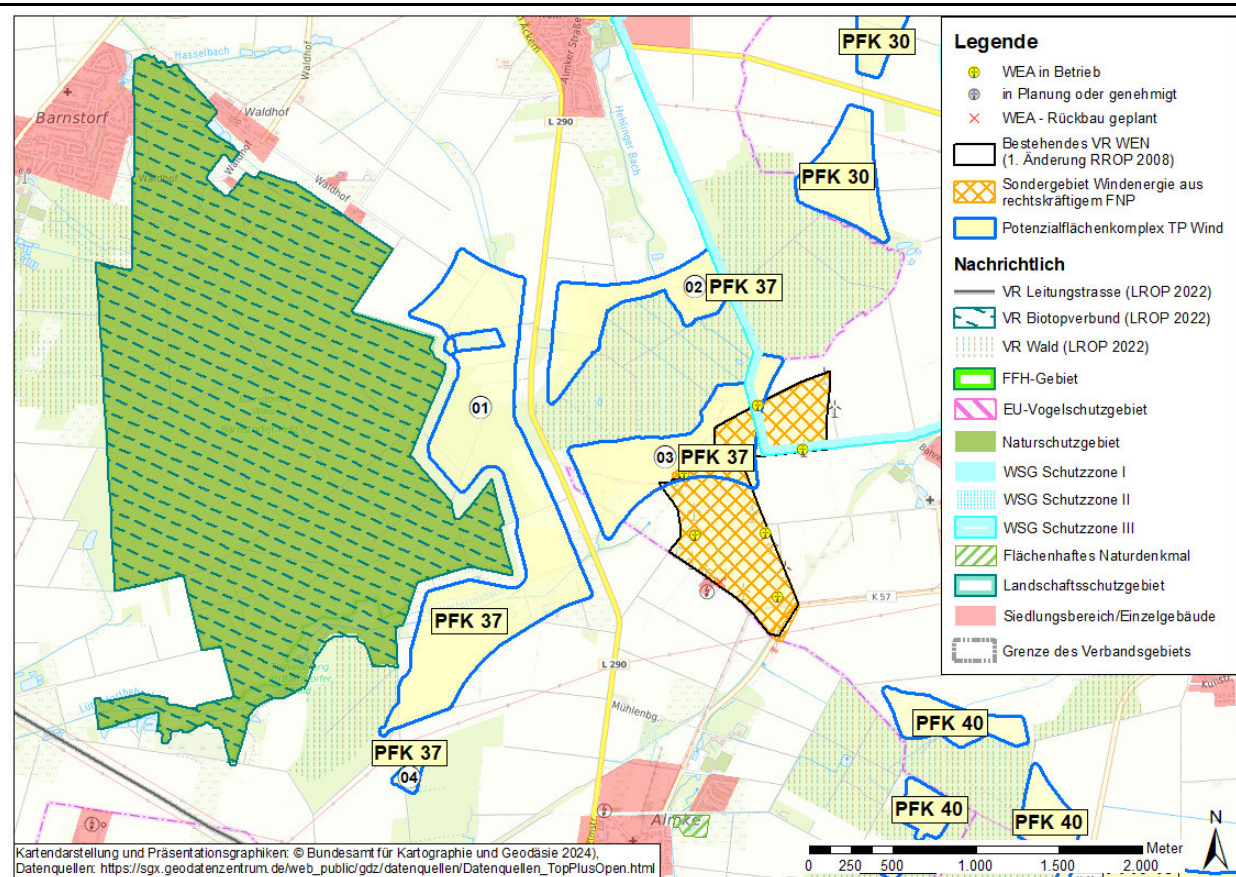 Hasselbach
Waldhof
Barnstorf
Waldhof
Waldhof
Waldhof
Waldhof
Äckern
Almker Straße
L 290
Hehlinger Bach
PFK 30
PFK 30
02 PFK 37
01
03 PFK 37
PFK 37
K 57
L 290
Mühlenbg.
PFK 37
04
PFK 40
PFK 40
PFK 40
Almke
Legende
WEA in Betrieb
in Planung oder genehmigt
WEA - Rückbau geplant
Bestehendes VR WEN
(1. Änderung RROP 2008)
Sondergebiet Windenergie aus
rechtskräftigem FNP
Potenzialflächenkomplex TP Wind
Nachrichtlich
VR Leitungstrasse (LROP 2022)
VR Biotopverbund (LROP 2022)
VR Wald (LROP 2022)
FFH-Gebiet
EU-Vogelschutzgebiet
Naturschutzgebiet
WSG Schutzzone I
WSG Schutzzone II
WSG Schutzzone III
Flächenhaftes Naturdenkmal
Landschaftsschutzgebiet
Siedlungsbereich/Einzelgebäude
Grenze des Verbandsgebiets
N
Meter
0 250 500 1.000 1.500 2.000
Kartendarstellung und Präsentationsgraphiken: © Bundesamt für Kartographie und Geodäsie 2024),
Datenquellen: https://sgx.geodatenzentrum.de/web_public/gdz/datenquellen/Datenquellen_TopPlusOpen.html